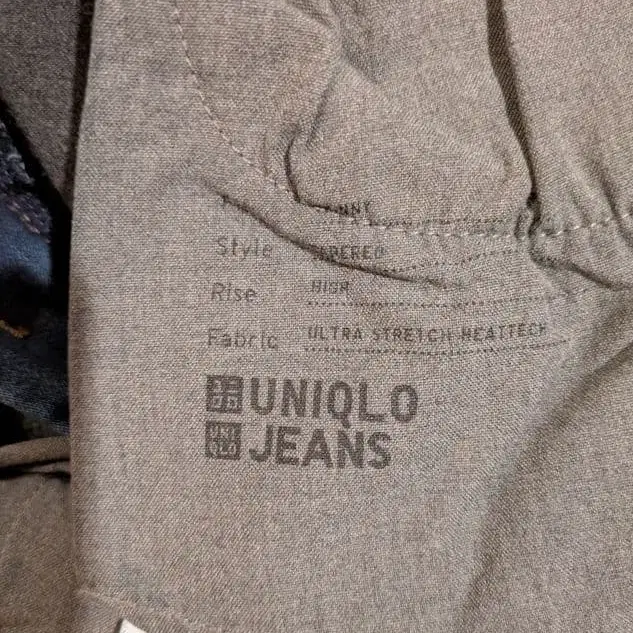 Style
Rise HIGH
Fabric ULTRA STRETCH HEATTECH
UNIQLO
JEANS